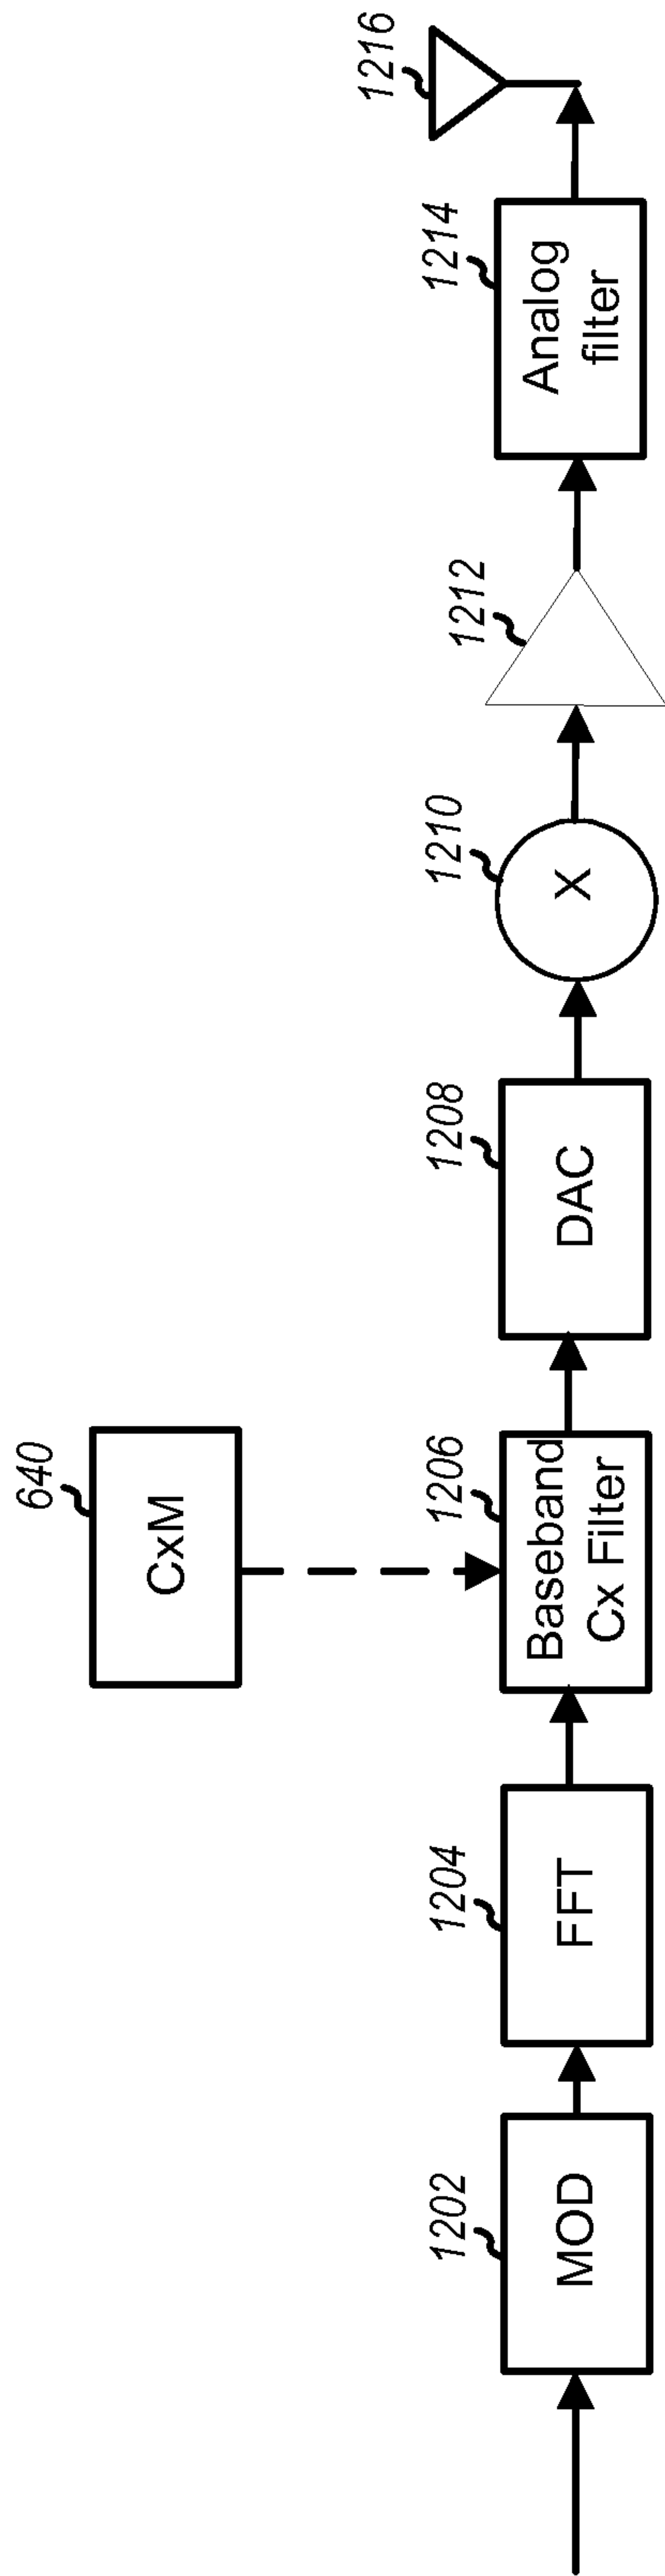 640
CxM
1202
MOD
1204
FFT
1206
Baseband
Cx Filter
1208
DAC
1210
X
1212
1214
Analog
filter
1216